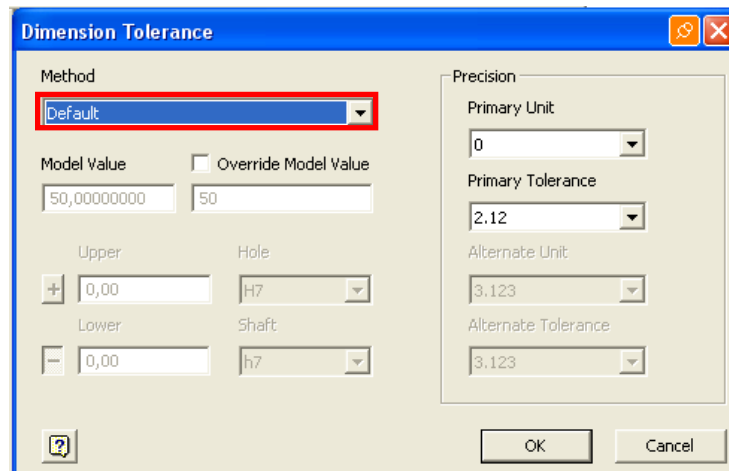 Dimension Tolerance
Method
Default
Model Value
Override Model Value
50,00000000
50
Upper
Hole
+
0,00
H7
Lower
Shaft
-
0,00
h7
Precision
Primary Unit
0
Primary Tolerance
2.12
Alternate Unit
3.123
Alternate Tolerance
3.123
?
OK
Cancel